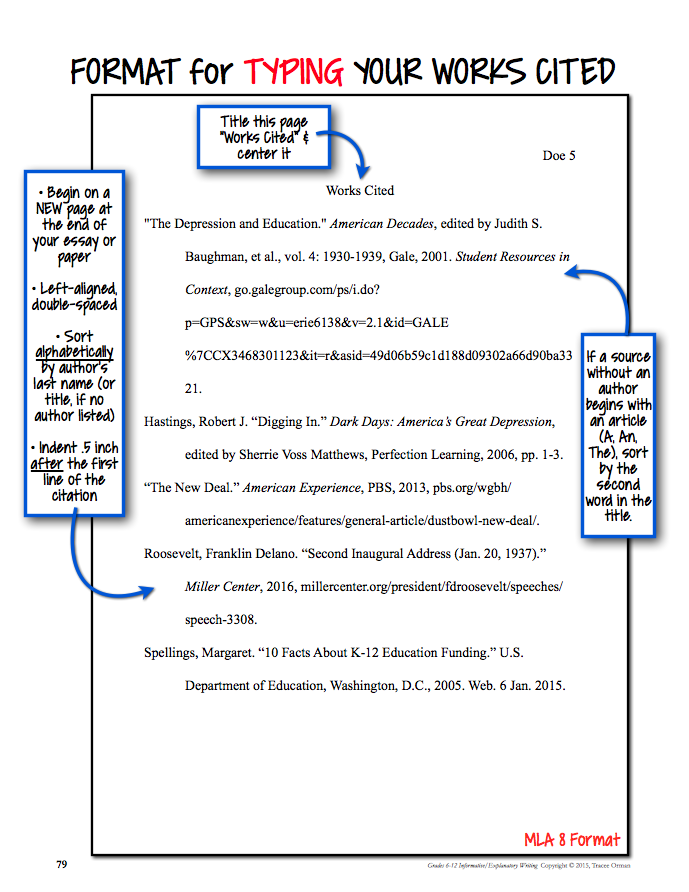 FORMAT for TYPING YOUR WORKS CITED
Title this page
"Works Cited" &
center it
Doe 5
Works Cited
• Begin on a
NEW page at
the end of
your essay or
paper
• Left-aligned,
double-spaced
• Sort
alphabetically
by author's
last name (or
title, if no
author listed)
• Indent .5 inch
after the first
line of the
citation
"The Depression and Education." American Decades, edited by Judith S.
Baughman, et al., vol. 4: 1930-1939, Gale, 2001. Student Resources in
Context, go.galegroup.com/ps/i.do?
p=GPS&sw=w&u=erie6138&v=2.1&id=GALE
%7CCX3468301123&it=r&asid=49d06b59c1d188d09302a66d90ba33
21.
Hastings, Robert J. “Digging In.” Dark Days: America’s Great Depression,
edited by Sherrie Voss Matthews, Perfection Learning, 2006, pp. 1-3.
“The New Deal.” American Experience, PBS, 2013, pbs.org/wgbh/
americanexperience/features/general-article/dustbowl-new-deal/.
Roosevelt, Franklin Delano. “Second Inaugural Address (Jan. 20, 1937).”
Miller Center, 2016, millercenter.org/president/fdroosevelt/speeches/
speech-3308.
Spellings, Margaret. “10 Facts About K-12 Education Funding.” U.S.
Department of Education, Washington, D.C., 2005. Web. 6 Jan. 2015.
If a source
without an
author
begins with
an article
(A, An,
The), sort
by the
second
word in the
title.
MLA 8 Format
79
Grades 6-12 Informative/Explanatory Writing Copyright © 2015, Tracee Orman